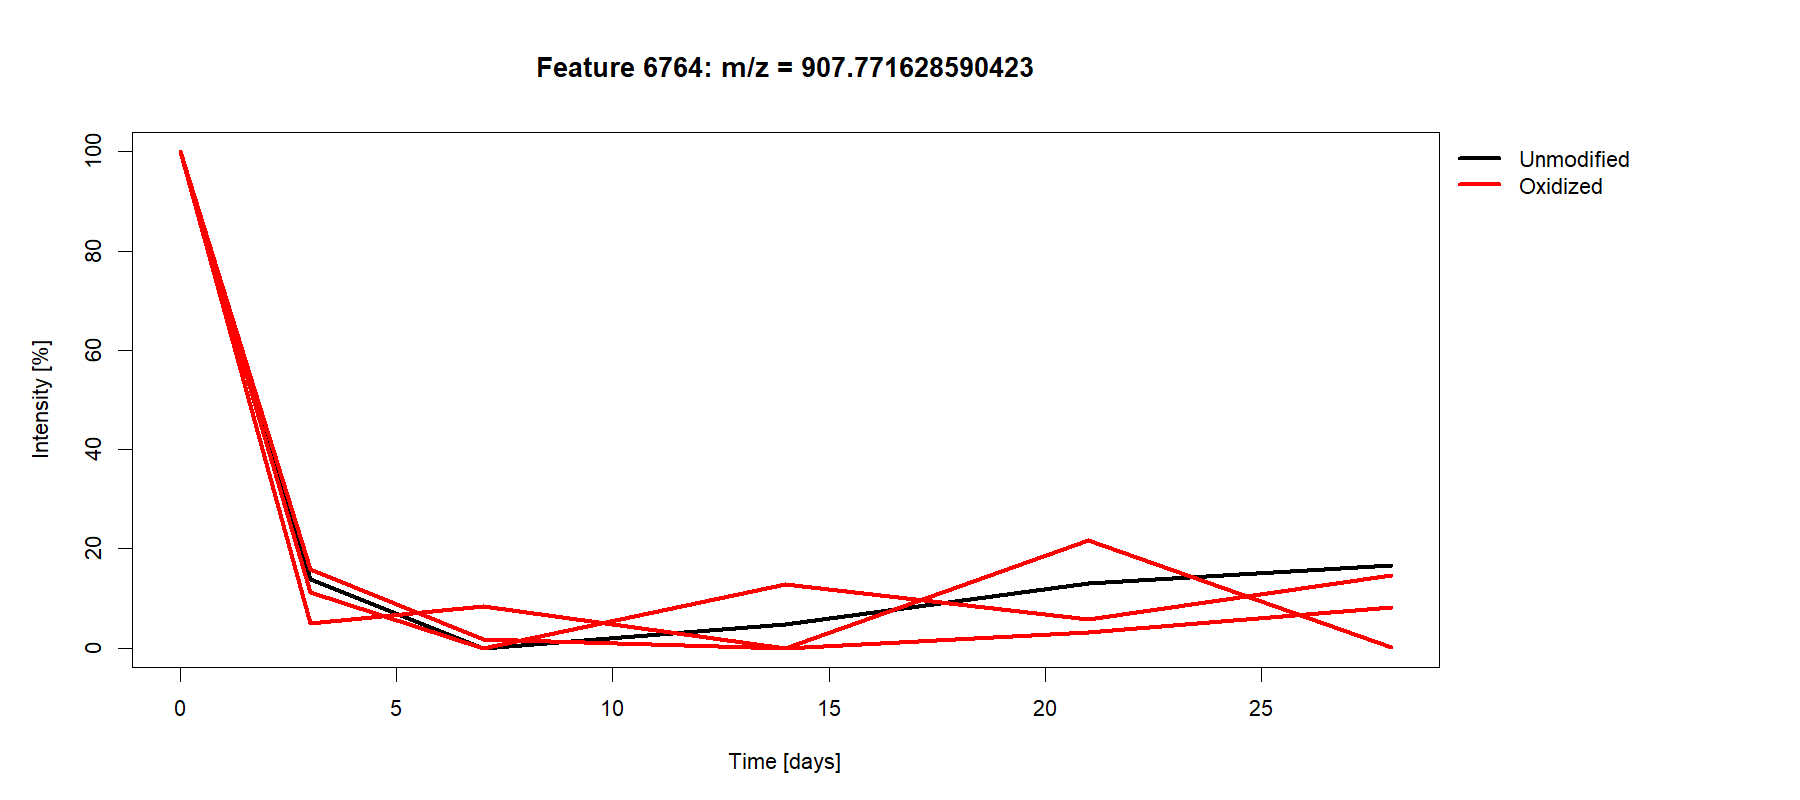 Feature 6764: m/z = 907.771628590423
Unmodified
Oxidized
Intensity [%]
100
80
60
40
20
0
0 5 10 15 20 25
Time [days]